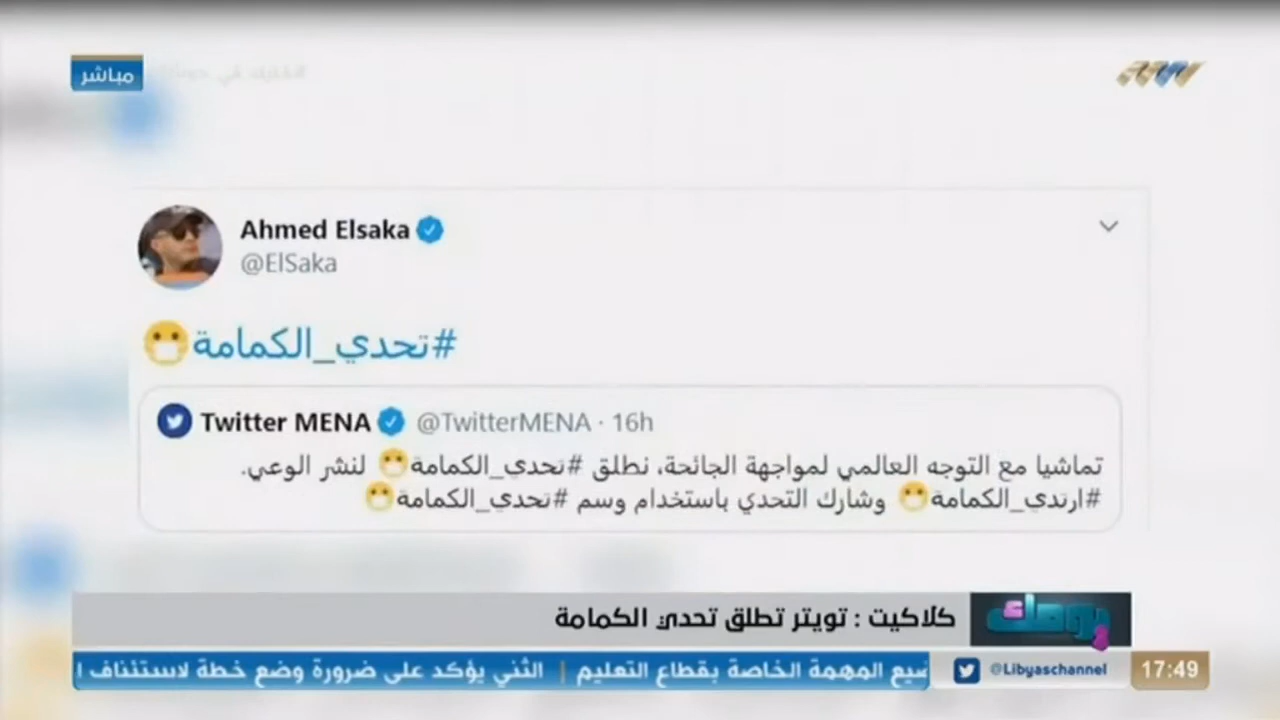 مباشر
Ahmed Elsaka
@ElSaka
#تحدي_الكمامة😷
Twitter MENA @TwitterMENA · 16h
تماشيا مع التوجه العالمي لمواجهة الجائحة، نطلق #تحدي_الكمامة😷 لنشر الوعي.
#ارتدي_الكمامة😷 وشارك التحدي باستخدام وسم #تحدي_الكمامة😷
كلاكيت : تويتر تطلق تحدي الكمامة
المهمة الخاصة بقطاع التعليم | الثني يؤكد على ضرورة وضع خطة لاستئناف
@Libyaschannel
17:49